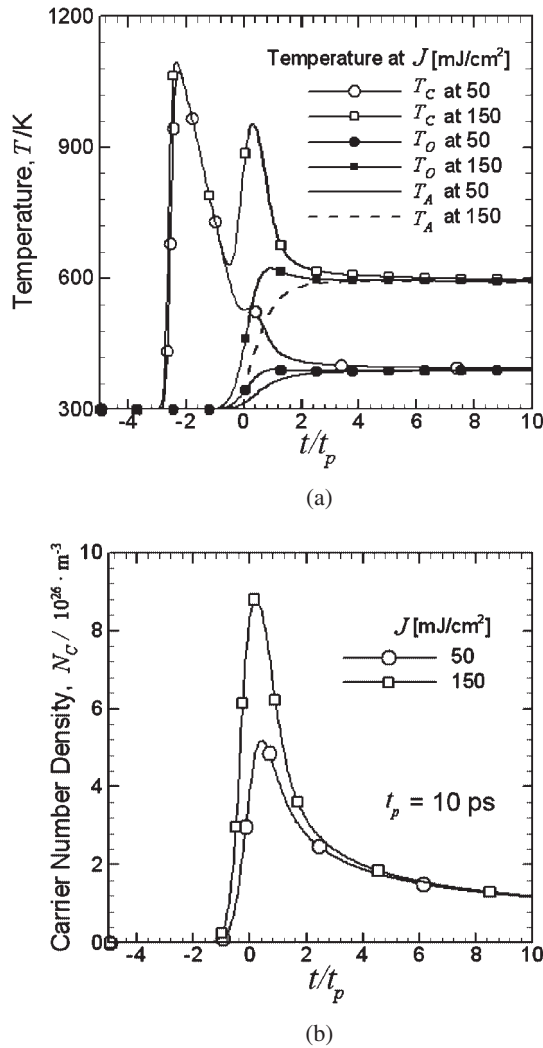 1200
900
600
300
Temperature, T/K
Temperature at J [mJ/cm²]
T_C at 50
T_C at 150
T_O at 50
T_O at 150
T_A at 50
T_A at 150
-4 -2 0 2 4 6 8 10
t/t_p
(a)
10
8
6
4
2
0
Carrier Number Density, N_C / 10²⁶ · m⁻³
J [mJ/cm²]
50
150
t_p = 10 ps
-4 -2 0 2 4 6 8 10
t/t_p
(b)